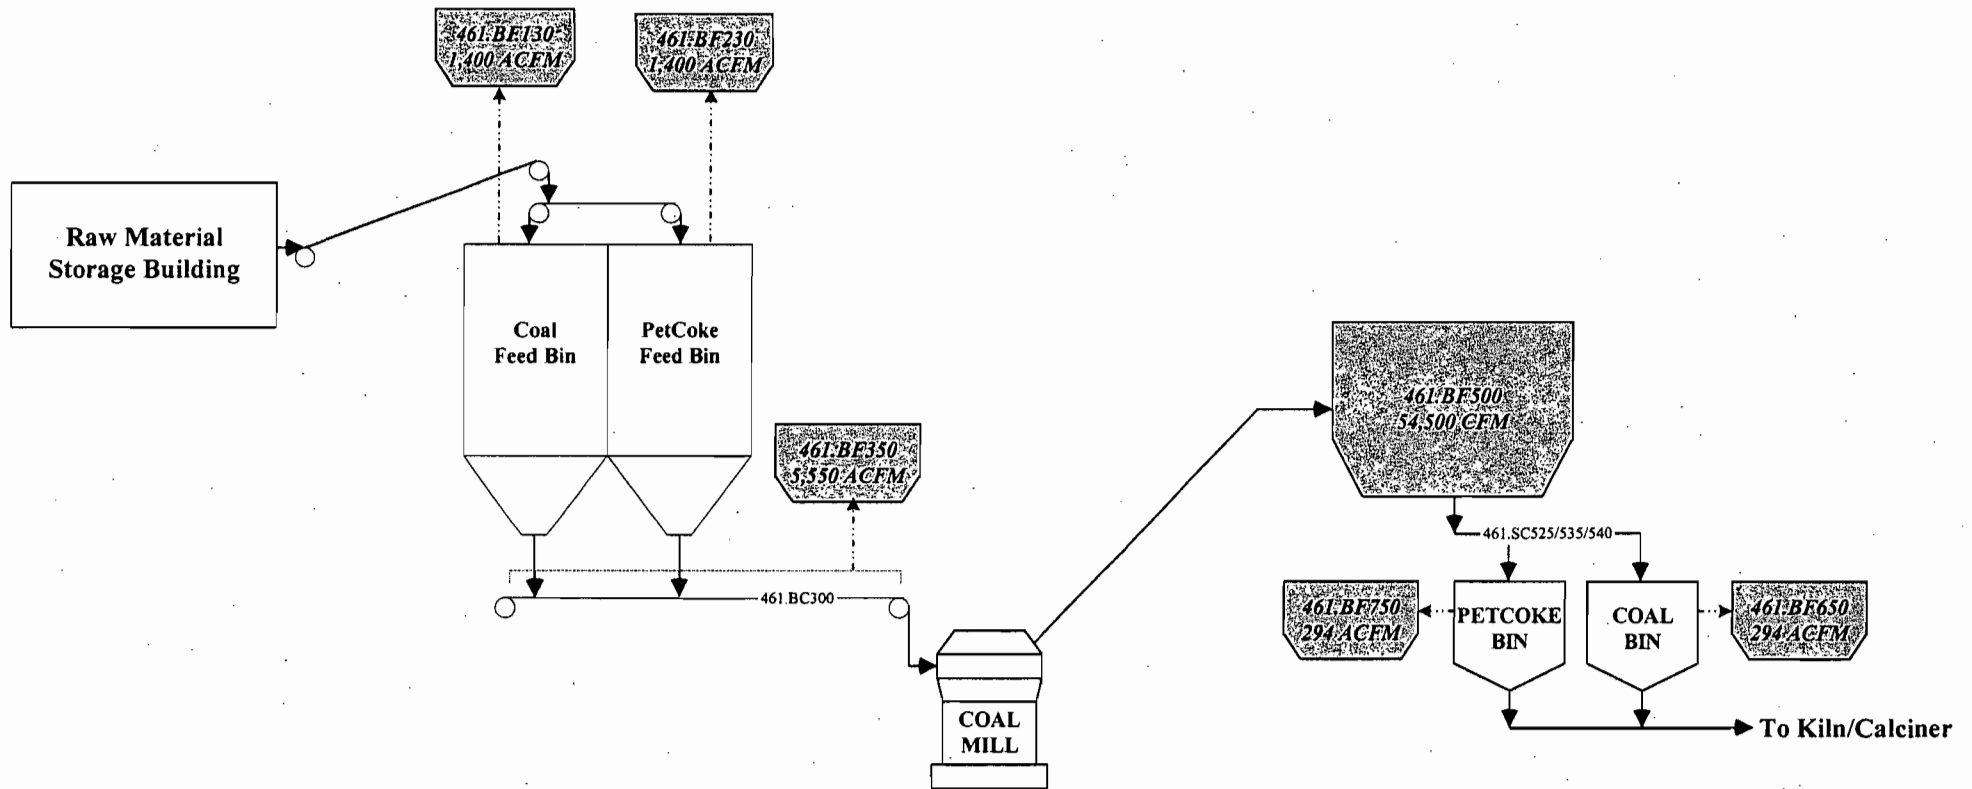 461.BF130
1,400 ACFM
461.BF230
1,400 ACFM
Raw Material
Storage Building
Coal
Feed Bin
PetCoke
Feed Bin
461.BF350
5,550 ACFM
461.BC300
COAL
MILL
461.BF500
54,500 CFM
461.SC525/535/540
461.BF750
294 ACFM
PETCOKE
BIN
COAL
BIN
461.BF650
294 ACFM
To Kiln/Calciner